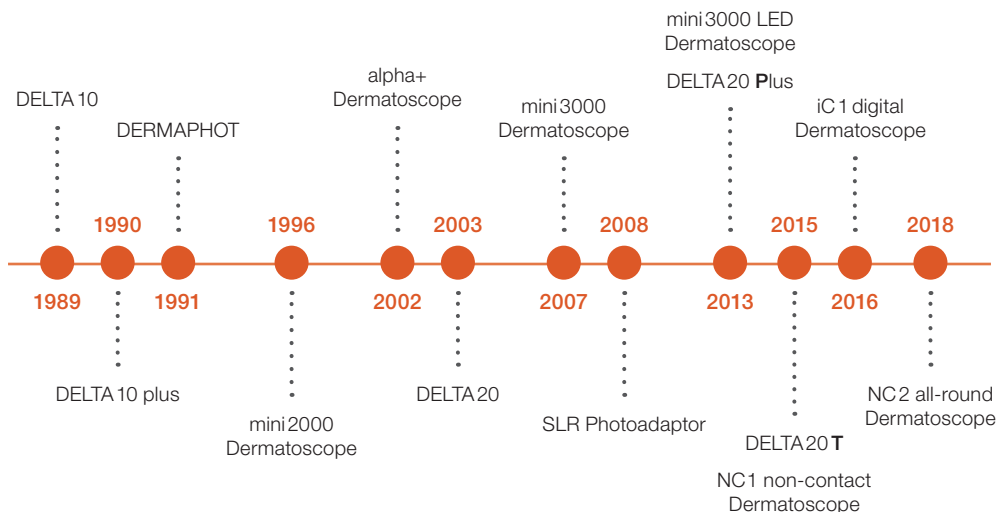 mini 3000 LED
Dermatoscope
DELTA 20 Plus
alpha+
Dermatoscope
DELTA 10
mini 3000
Dermatoscope
iC 1 digital
Dermatoscope
DERMAPHOT
1990
1996
2003
2008
2015
2018
1989
1991
2002
2007
2013
2016
DELTA 10 plus
DELTA 20
NC 2 all-round
Dermatoscope
mini 2000
Dermatoscope
SLR Photoadaptor
DELTA 20 T
NC1 non-contact
Dermatoscope